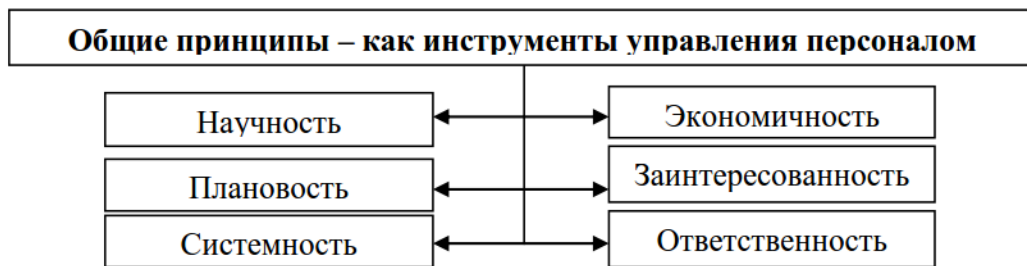 Общие принципы – как инструменты управления персоналом
Научность
Экономичность
Плановость
Заинтересованность
Системность
Ответственность